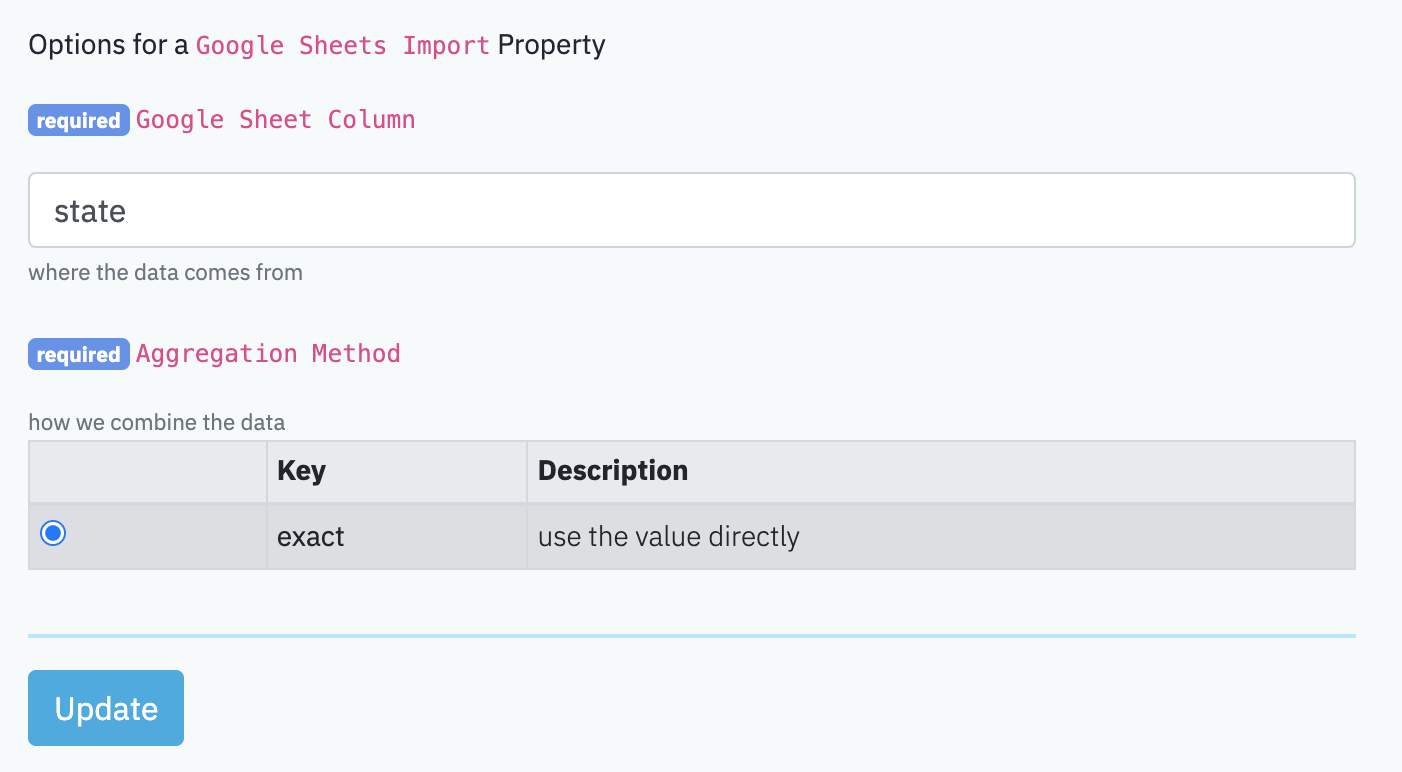 Options for a Google Sheets Import Property
required Google Sheet Column
state
where the data comes from
required Aggregation Method
how we combine the data
Key Description
exact use the value directly
Update